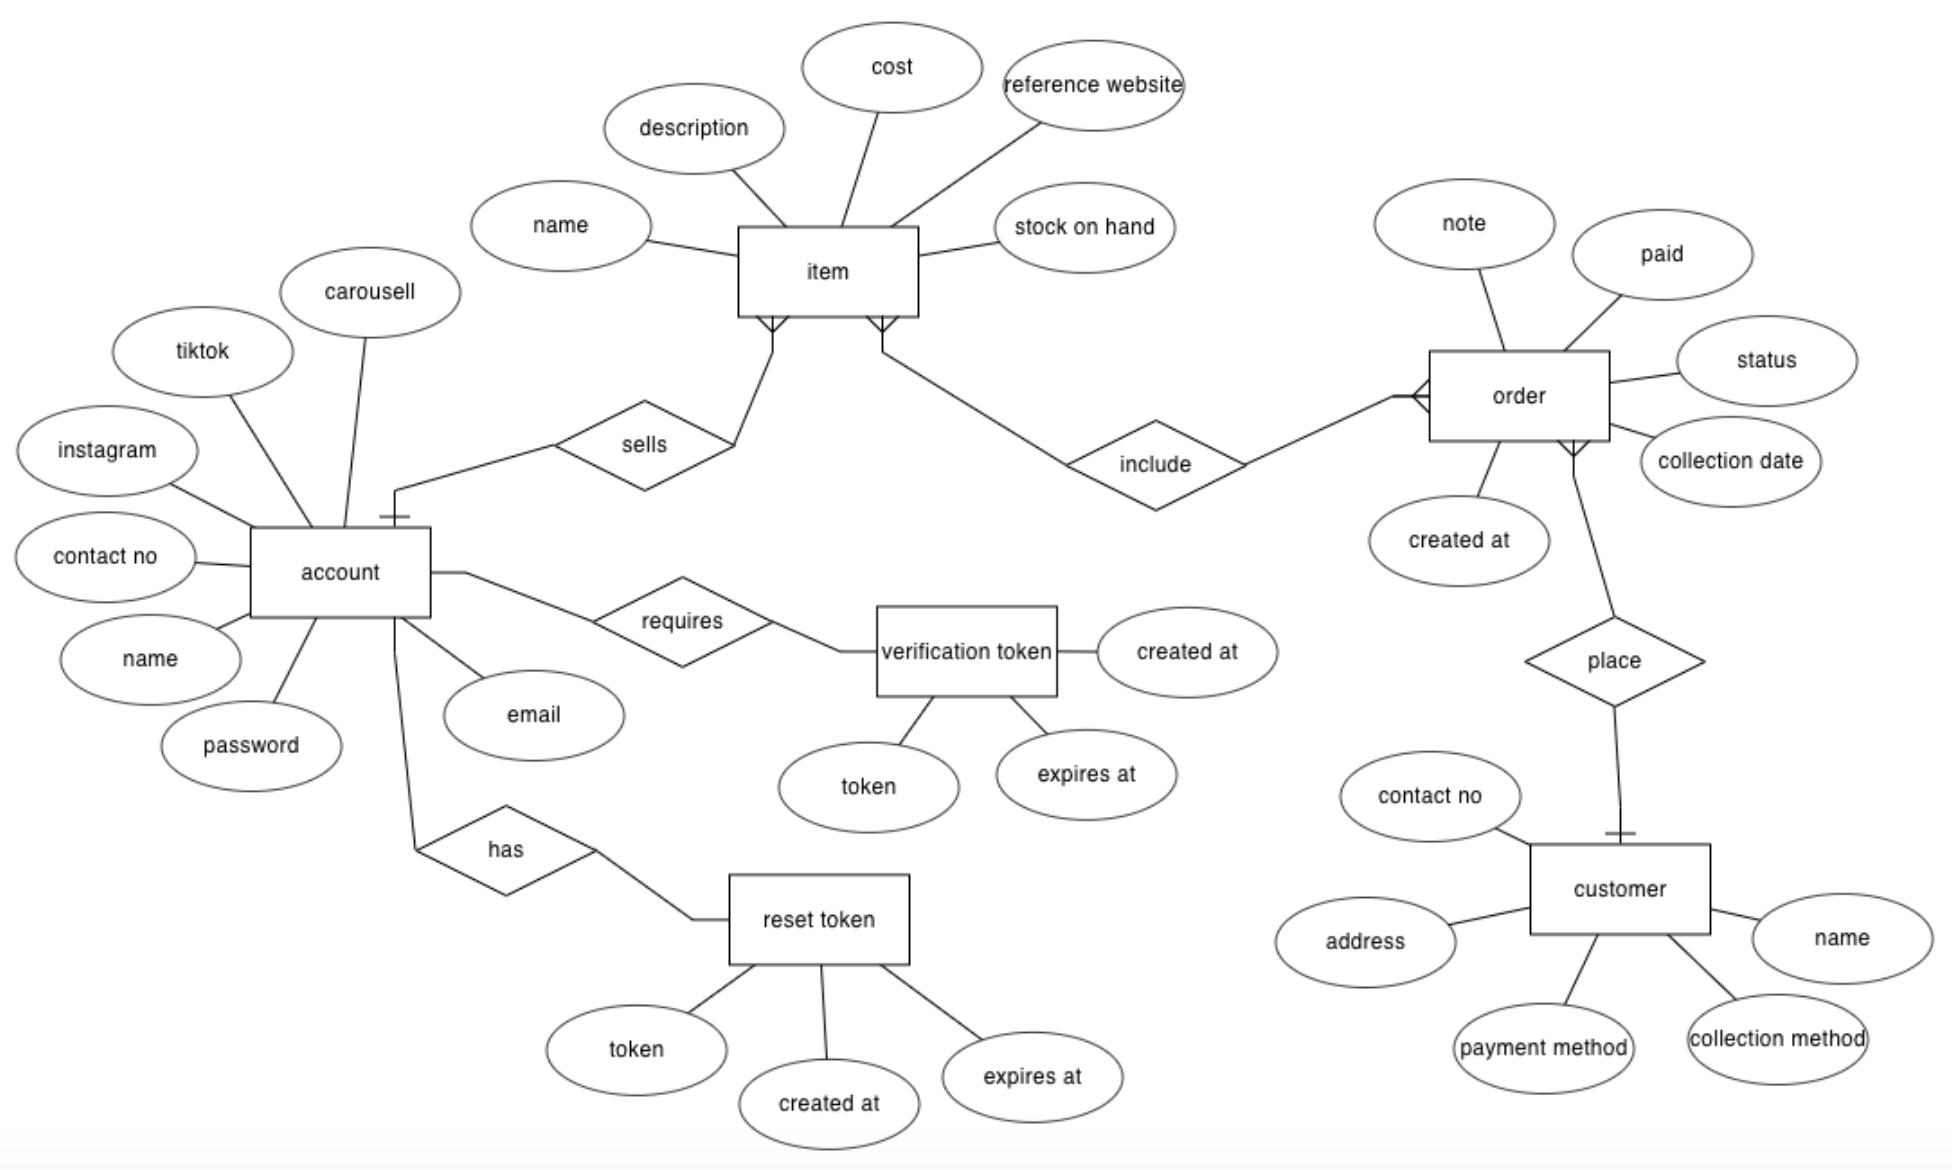 cost
reference website
description
name
stock on hand
item
note
paid
status
collection date
order
created at
carousell
tiktok
instagram
contact no
name
password
email
account
sells
include
requires
verification token
created at
token
expires at
place
has
reset token
token
created at
expires at
contact no
customer
address
name
payment method
collection method